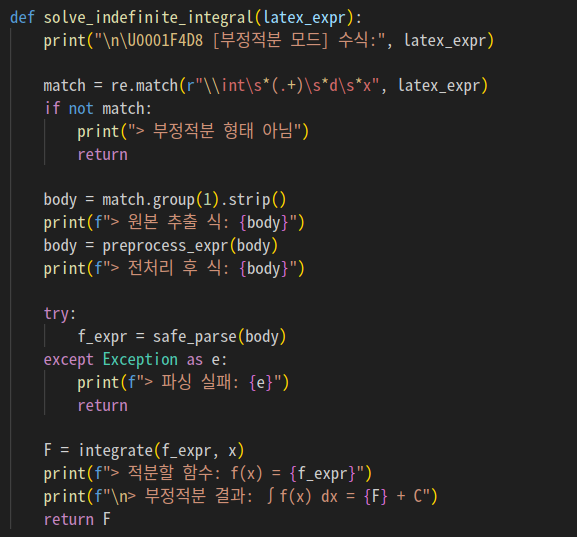 def solve_indefinite_integral(latex_expr):
    print("\n\U0001F4D8 [부정적분 모드] 수식:", latex_expr)

    match = re.match(r"\\int\s*(.+)\s*d\s*x", latex_expr)
    if not match:
        print("> 부정적분 형태 아님")
        return

    body = match.group(1).strip()
    print(f"> 원본 추출 식: {body}")
    body = preprocess_expr(body)
    print(f"> 전처리 후 식: {body}")

    try:
        f_expr = safe_parse(body)
    except Exception as e:
        print(f"> 파싱 실패: {e}")
        return

    F = integrate(f_expr, x)
    print(f"> 적분할 함수: f(x) = {f_expr}")
    print(f"\n> 부정적분 결과: ∫f(x) dx = {F} + C")
    return F